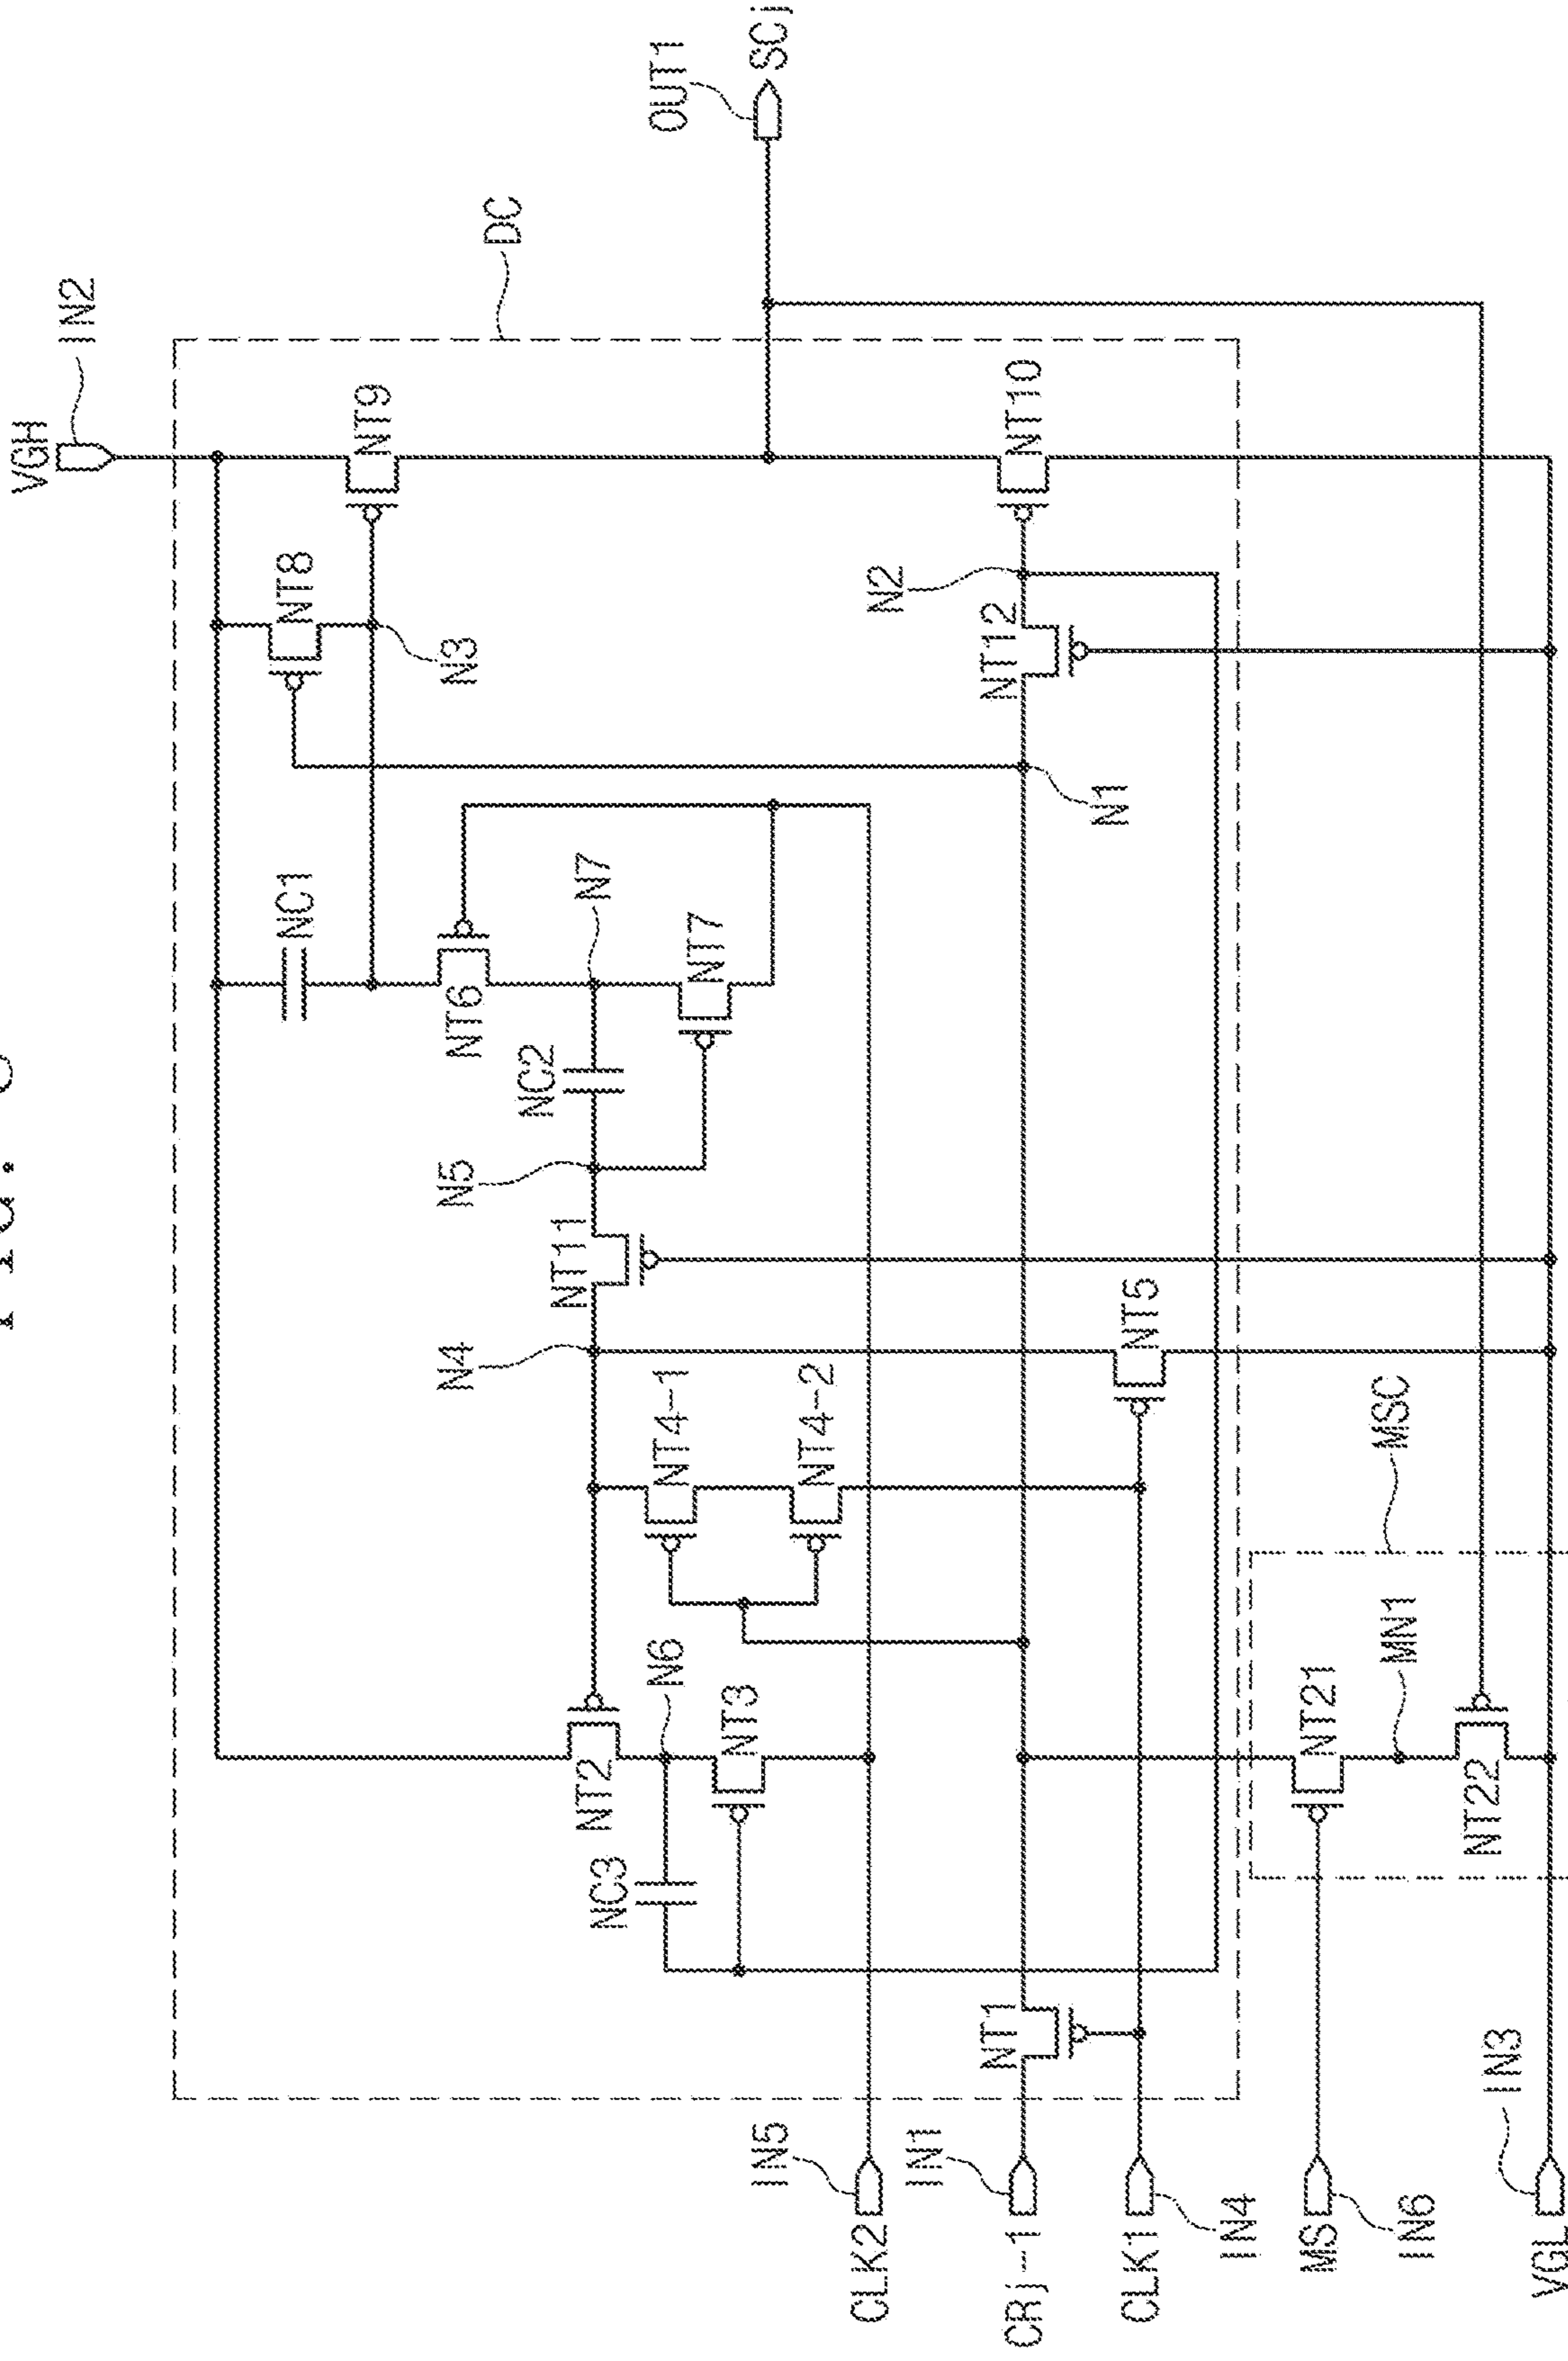 VGH
IN2
OUT1
SCj
DC
NT9
NT8
N3
NT10
N2
NT12
N1
NC1
NT6
N7
NT7
NC2
N5
NT11
N4
NT4-1
NT4-2
NT5
MSC
NT2
N6
NT3
NC3
NT21
MN1
NT22
NT1
IN5
CLK2
IN1
CRj-1
CLK1
IN4
MS
IN6
IN3
VGL